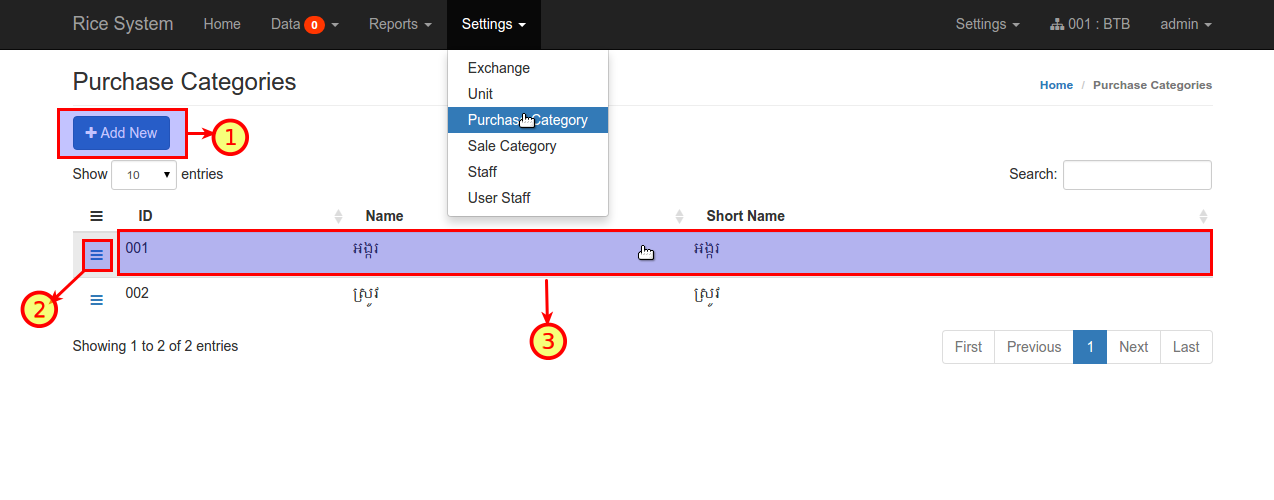 Rice System Home Data 0 Reports Settings Settings 001 : BTB admin
Exchange
Unit
Purchase Category
Sale Category
Staff
User Staff
Purchase Categories
Home / Purchase Categories
Add New
1
Show 10 entries
Search:
ID Name Short Name
001 អង្ករ អង្ករ
002 ស្រូវ ស្រូវ
2
3
Showing 1 to 2 of 2 entries
First Previous 1 Next Last